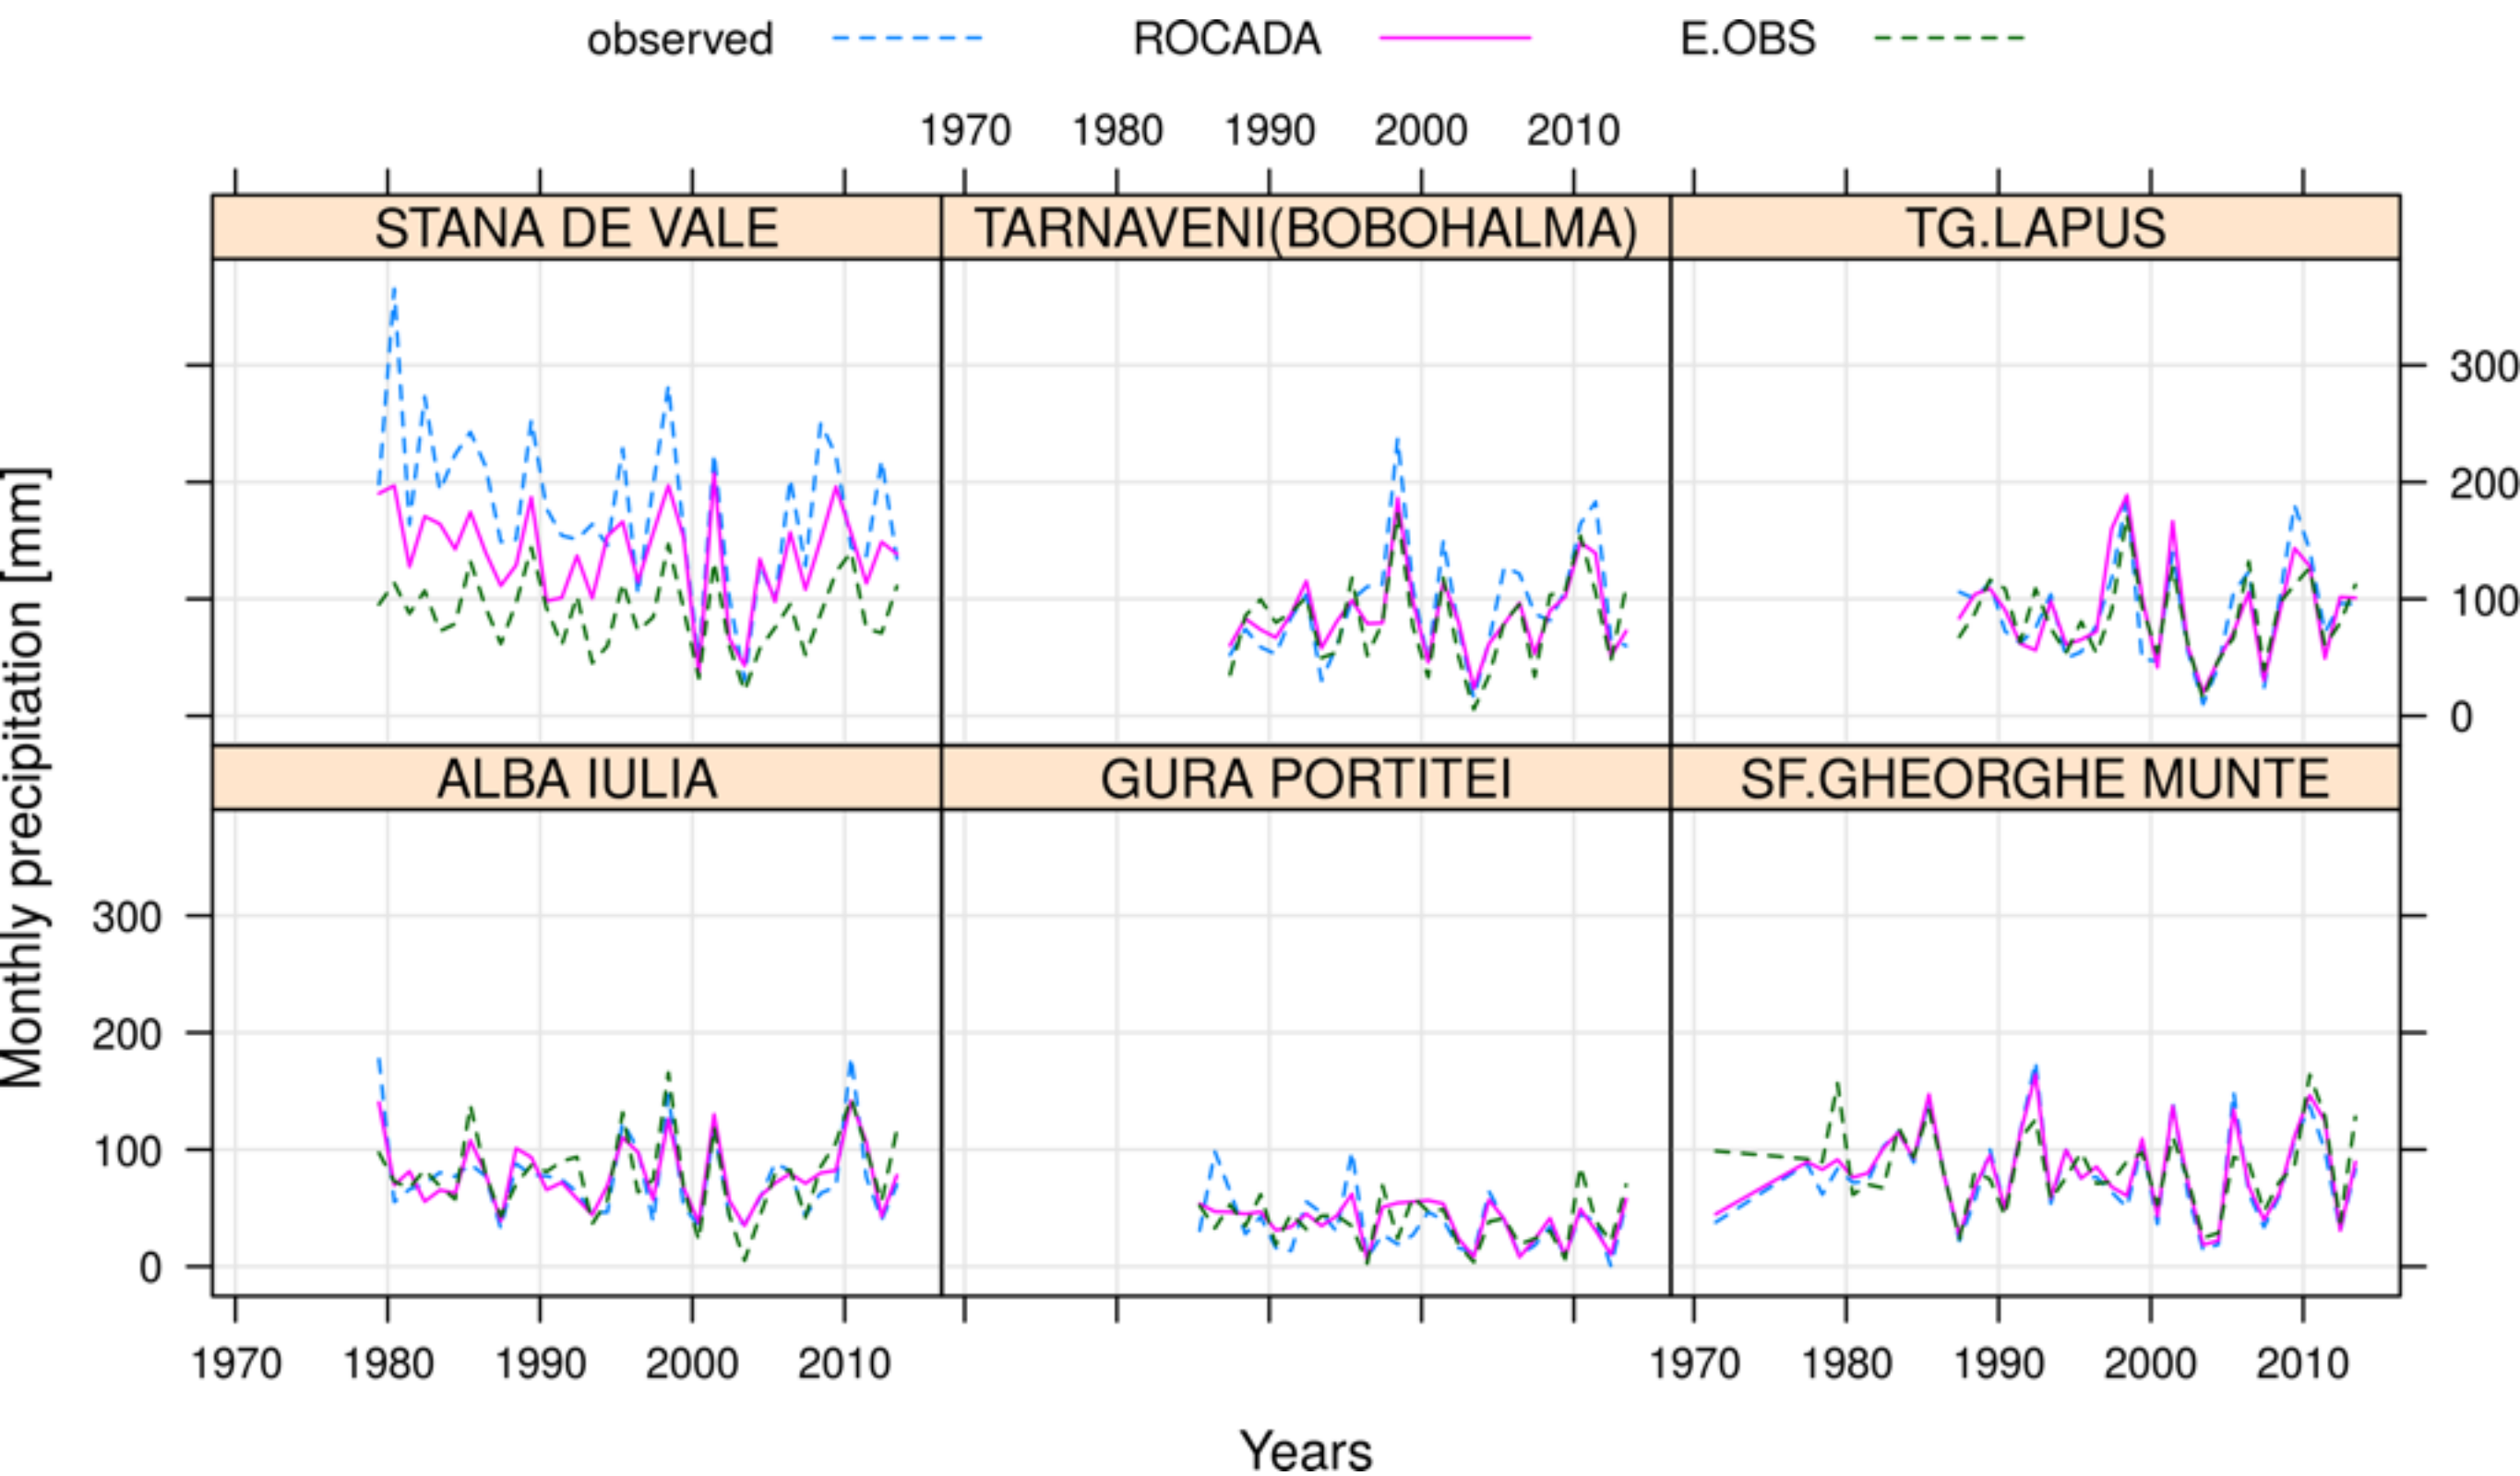 observed ROCADA E.OBS
1970 1980 1990 2000 2010
STANA DE VALE TARNAVENI(BOBOHALMA) TG.LAPUS
300
200
100
0
Monthly precipitation [mm]
ALBA IULIA GURA PORTITEI SF.GHEORGHE MUNTE
300
200
100
0
1970 1980 1990 2000 2010 1970 1980 1990 2000 2010
Years